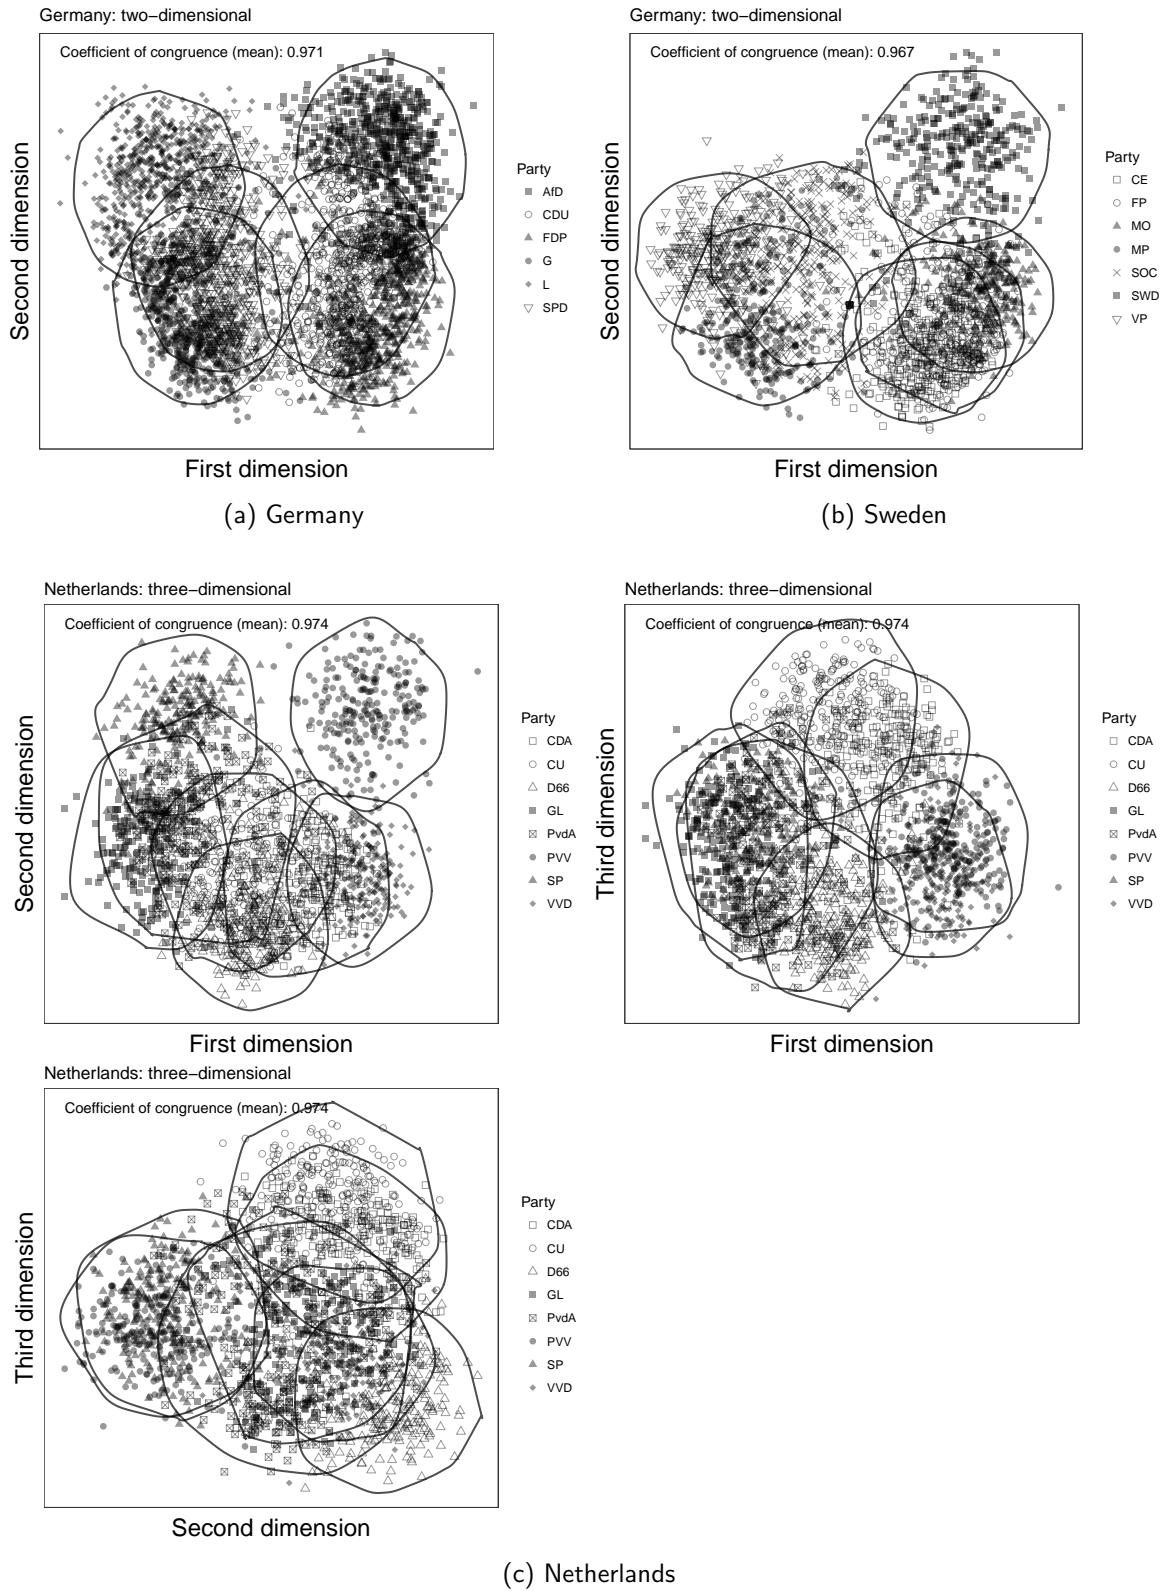 Germany: two−dimensional
Coefficient of congruence (mean): 0.971
Second dimension
First dimension
Party
AfD
CDU
FDP
G
L
SPD
(a) Germany
Germany: two−dimensional
Coefficient of congruence (mean): 0.967
Second dimension
First dimension
Party
CE
FP
MO
MP
SOC
SWD
VP
(b) Sweden
Netherlands: three−dimensional
Coefficient of congruence (mean): 0.974
Second dimension
First dimension
Party
CDA
CU
D66
GL
PvdA
PVV
SP
VVD
Netherlands: three−dimensional
Coefficient of congruence (mean): 0.974
Third dimension
First dimension
Party
CDA
CU
D66
GL
PvdA
PVV
SP
VVD
Netherlands: three−dimensional
Coefficient of congruence (mean): 0.974
Third dimension
Second dimension
Party
CDA
CU
D66
GL
PvdA
PVV
SP
VVD
(c) Netherlands